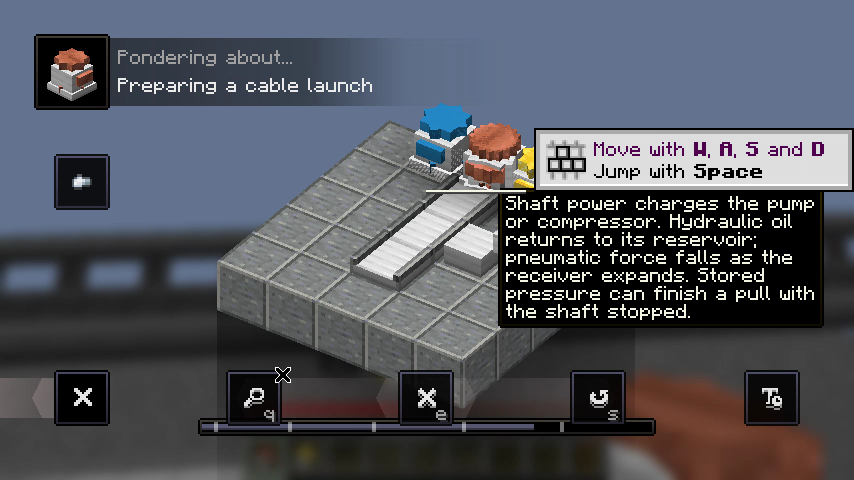 Pondering about...
Preparing a cable launch
Move with W, A, S and D
Jump with Space
Shaft power charges the pump
or compressor. Hydraulic oil
returns to its reservoir;
pneumatic force falls as the
receiver expands. Stored
pressure can finish a pull with
the shaft stopped.
q
e
s